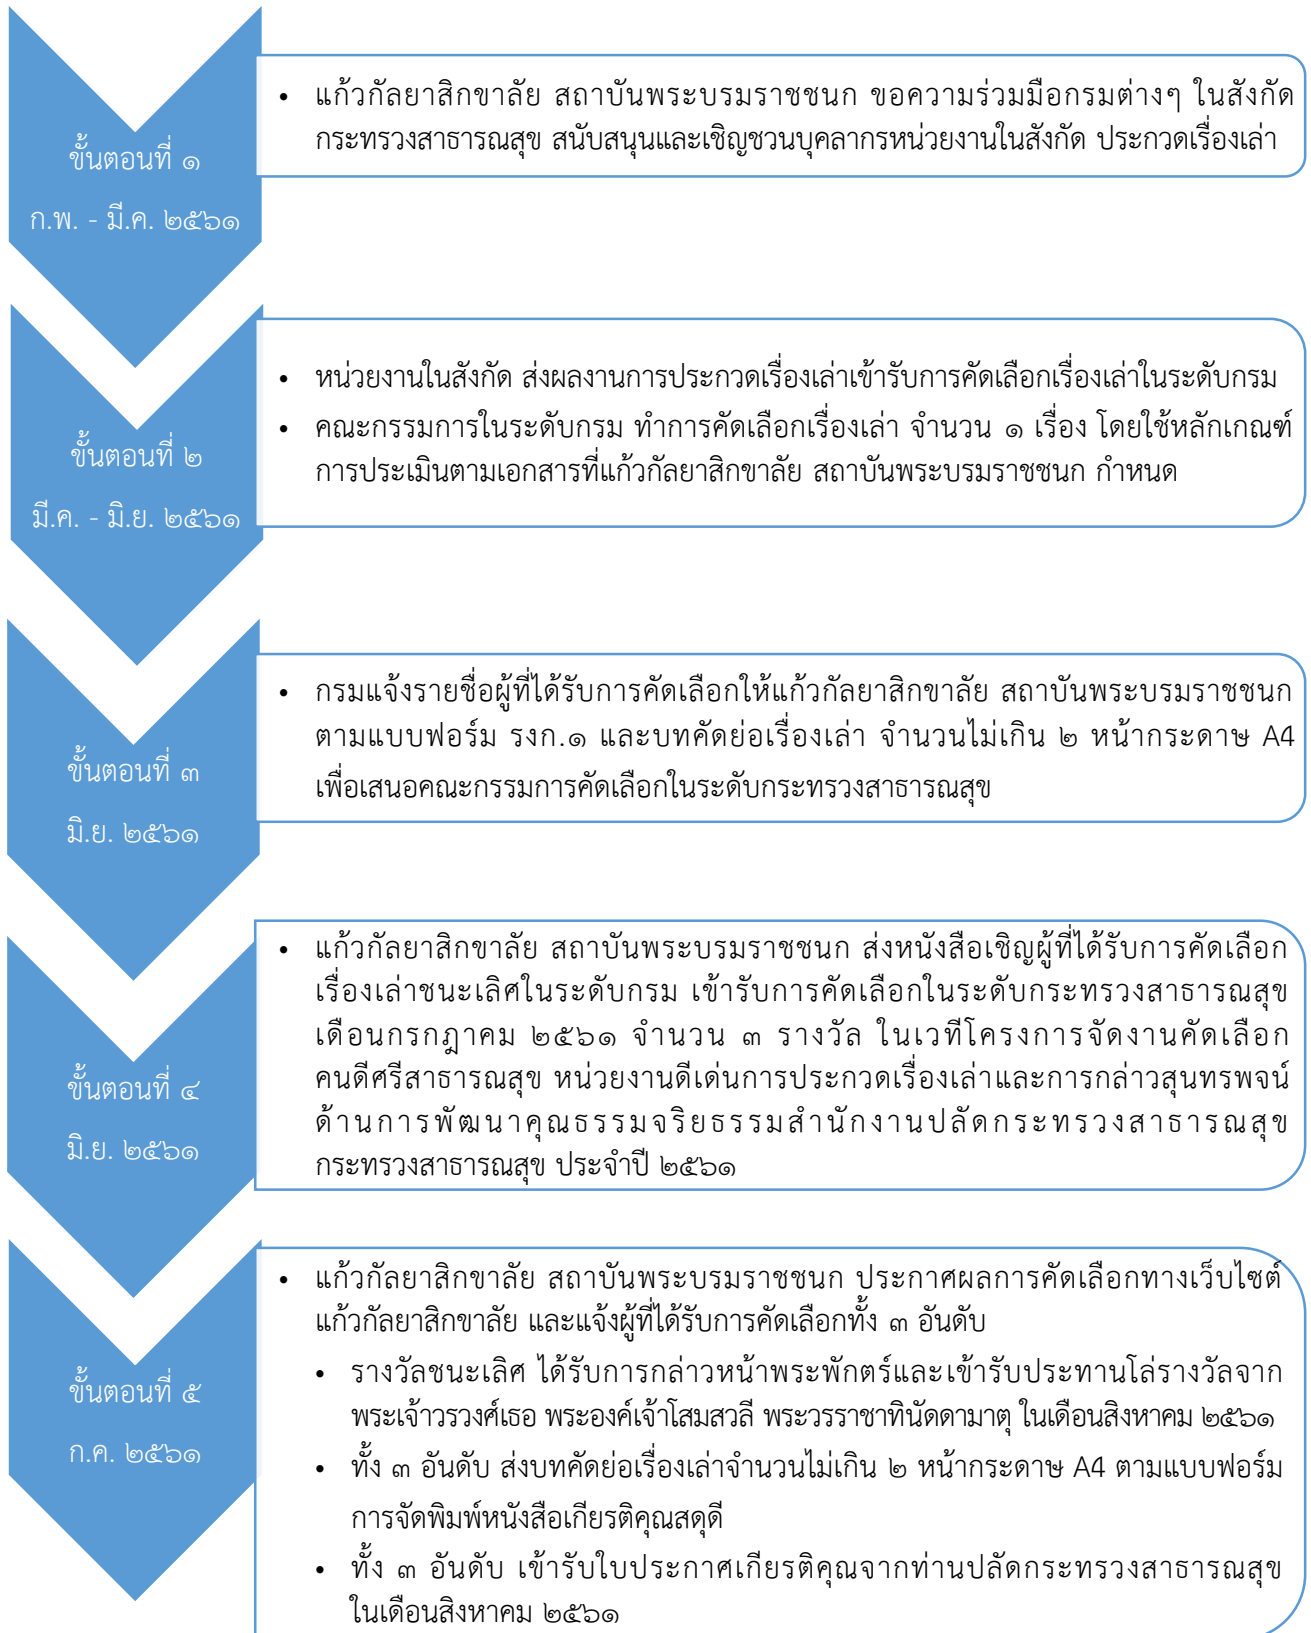 ขั้นตอนที่ ๑
ก.พ. - มี.ค. ๒๕๖๑
• แก้วกัลยาสิกขาลัย สถาบันพระบรมราชชนก ขอความร่วมมือกรมต่างๆ ในสังกัด
กระทรวงสาธารณสุข สนับสนุนและเชิญชวนบุคลากรหน่วยงานในสังกัด ประกวดเรื่องเล่า
ขั้นตอนที่ ๒
มี.ค. - มิ.ย. ๒๕๖๑
• หน่วยงานในสังกัด ส่งผลงานการประกวดเรื่องเล่าเข้ารับการคัดเลือกเรื่องเล่าในระดับกรม
• คณะกรรมการในระดับกรม ทำการคัดเลือกเรื่องเล่า จำนวน ๑ เรื่อง โดยใช้หลักเกณฑ์
การประเมินตามเอกสารที่แก้วกัลยาสิกขาลัย สถาบันพระบรมราชชนก กำหนด
ขั้นตอนที่ ๓
มิ.ย. ๒๕๖๑
• กรมแจ้งรายชื่อผู้ที่ได้รับการคัดเลือกให้แก้วกัลยาสิกขาลัย สถาบันพระบรมราชชนก
ตามแบบฟอร์ม รงก.๑ และบทคัดย่อเรื่องเล่า จำนวนไม่เกิน ๒ หน้ากระดาษ A4
เพื่อเสนอคณะกรรมการคัดเลือกในระดับกระทรวงสาธารณสุข
ขั้นตอนที่ ๔
มิ.ย. ๒๕๖๑
• แก้วกัลยาสิกขาลัย สถาบันพระบรมราชชนก ส่งหนังสือเชิญผู้ที่ได้รับการคัดเลือก
เรื่องเล่าชนะเลิศในระดับกรม เข้ารับการคัดเลือกในระดับกระทรวงสาธารณสุข
เดือนกรกฎาคม ๒๕๖๑ จำนวน ๓ รางวัล ในเวทีโครงการจัดงานคัดเลือก
คนดีศรีสาธารณสุข หน่วยงานดีเด่นการประกวดเรื่องเล่าและการกล่าวสุนทรพจน์
ด้านการพัฒนาคุณธรรมจริยธรรมสำนักงานปลัดกระทรวงสาธารณสุข
กระทรวงสาธารณสุข ประจำปี ๒๕๖๑
ขั้นตอนที่ ๕
ก.ค. ๒๕๖๑
• แก้วกัลยาสิกขาลัย สถาบันพระบรมราชชนก ประกาศผลการคัดเลือกทางเว็บไซต์
แก้วกัลยาสิกขาลัย และแจ้งผู้ที่ได้รับการคัดเลือกทั้ง ๓ อันดับ
• รางวัลชนะเลิศ ได้รับการกล่าวหน้าพระพักตร์และเข้ารับประทานโล่รางวัลจาก
พระเจ้าวรวงศ์เธอ พระองค์เจ้าโสมสวลี พระวรราชาทินัดดามาตุ ในเดือนสิงหาคม ๒๕๖๑
• ทั้ง ๓ อันดับ ส่งบทคัดย่อเรื่องเล่าจำนวนไม่เกิน ๒ หน้ากระดาษ A4 ตามแบบฟอร์ม
การจัดพิมพ์หนังสือเกียรติคุณสดุดี
• ทั้ง ๓ อันดับ เข้ารับใบประกาศเกียรติคุณจากท่านปลัดกระทรวงสาธารณสุข
ในเดือนสิงหาคม ๒๕๖๑